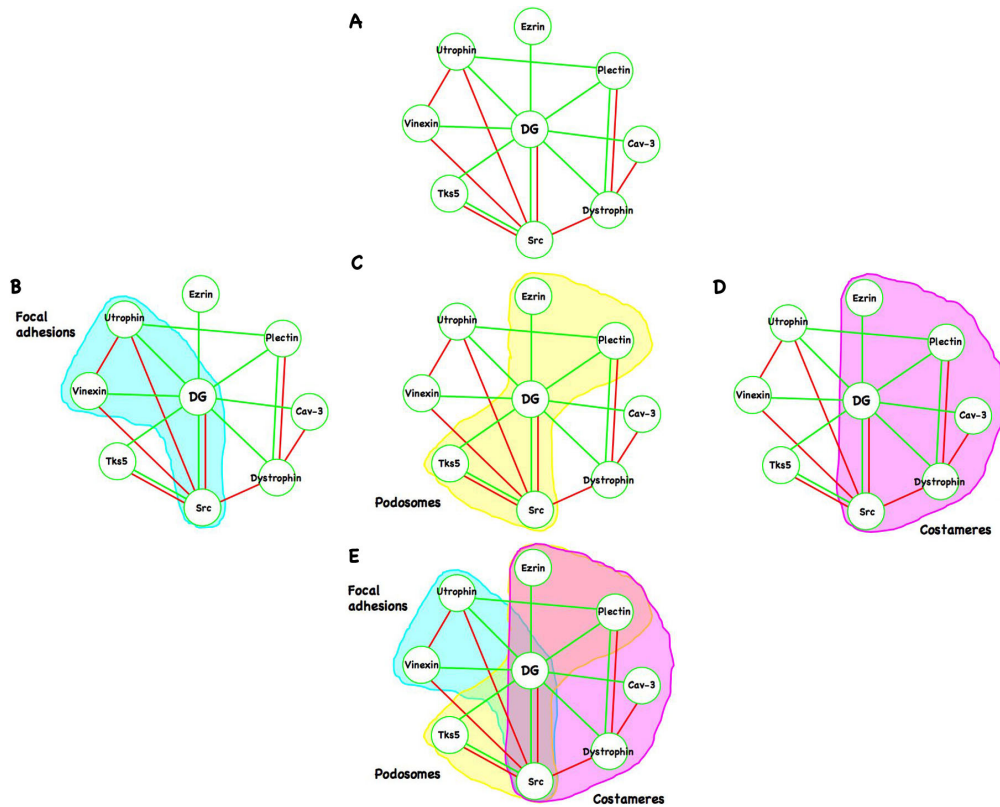 A
Ezrin
Utrophin
Plectin
Vinexin
DG
Cav-3
Tks5
Dystrophin
Src
B
Focal
adhesions
Ezrin
Utrophin
Plectin
Vinexin
DG
Cav-3
Tks5
Dystrophin
Src
C
Ezrin
Utrophin
Plectin
Vinexin
DG
Cav-3
Tks5
Dystrophin
Podosomes
Src
D
Ezrin
Utrophin
Plectin
Vinexin
DG
Cav-3
Tks5
Dystrophin
Src
Costameres
E
Focal
adhesions
Ezrin
Utrophin
Plectin
Vinexin
DG
Cav-3
Tks5
Dystrophin
Podosomes
Src
Costameres